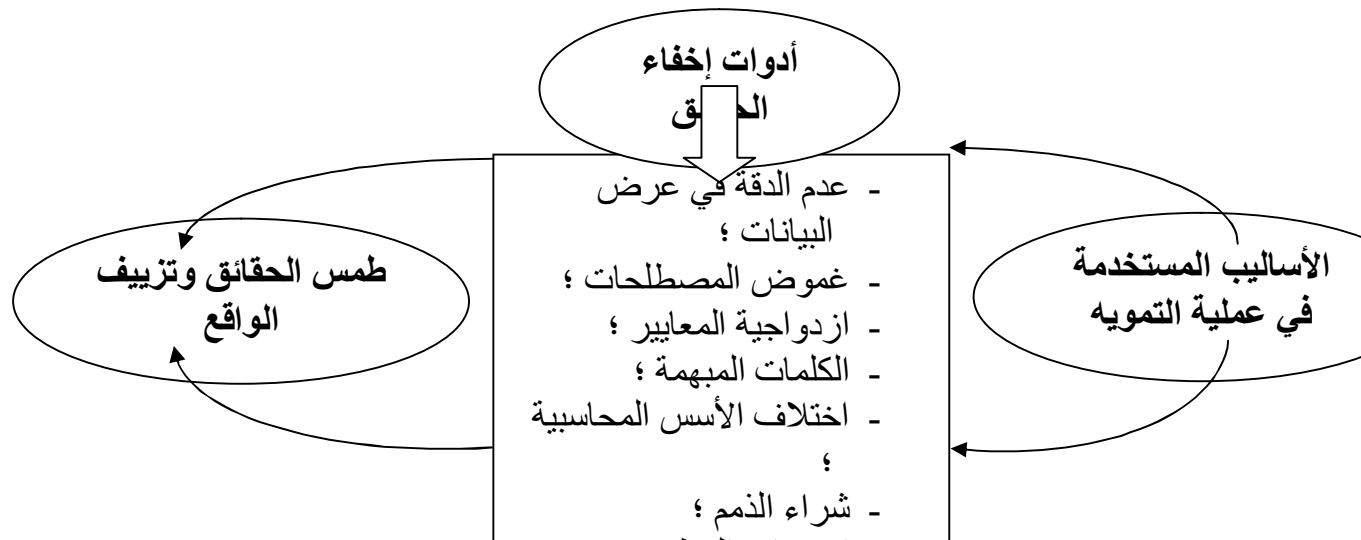 أدوات إخفاء
الأساليب المستخدمة
في عملية التمويه
- عدم الدقة في عرض
البيانات ؛
- غموض المصطلحات ؛
- ازدواجية المعايير ؛
- الكلمات المبهمة ؛
- اختلاف الأسس المحاسبية
؛
- شراء الذمم ؛
طمس الحقائق وتزييف
الواقع